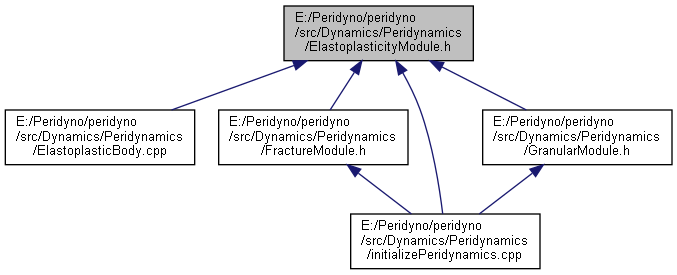 E:/Peridyno/peridyno
/src/Dynamics/Peridynamics
/ElastoplasticityModule.h
E:/Peridyno/peridyno
/src/Dynamics/Peridynamics
/ElastoplasticBody.cpp
E:/Peridyno/peridyno
/src/Dynamics/Peridynamics
/FractureModule.h
E:/Peridyno/peridyno
/src/Dynamics/Peridynamics
/GranularModule.h
E:/Peridyno/peridyno
/src/Dynamics/Peridynamics
/initializePeridynamics.cpp